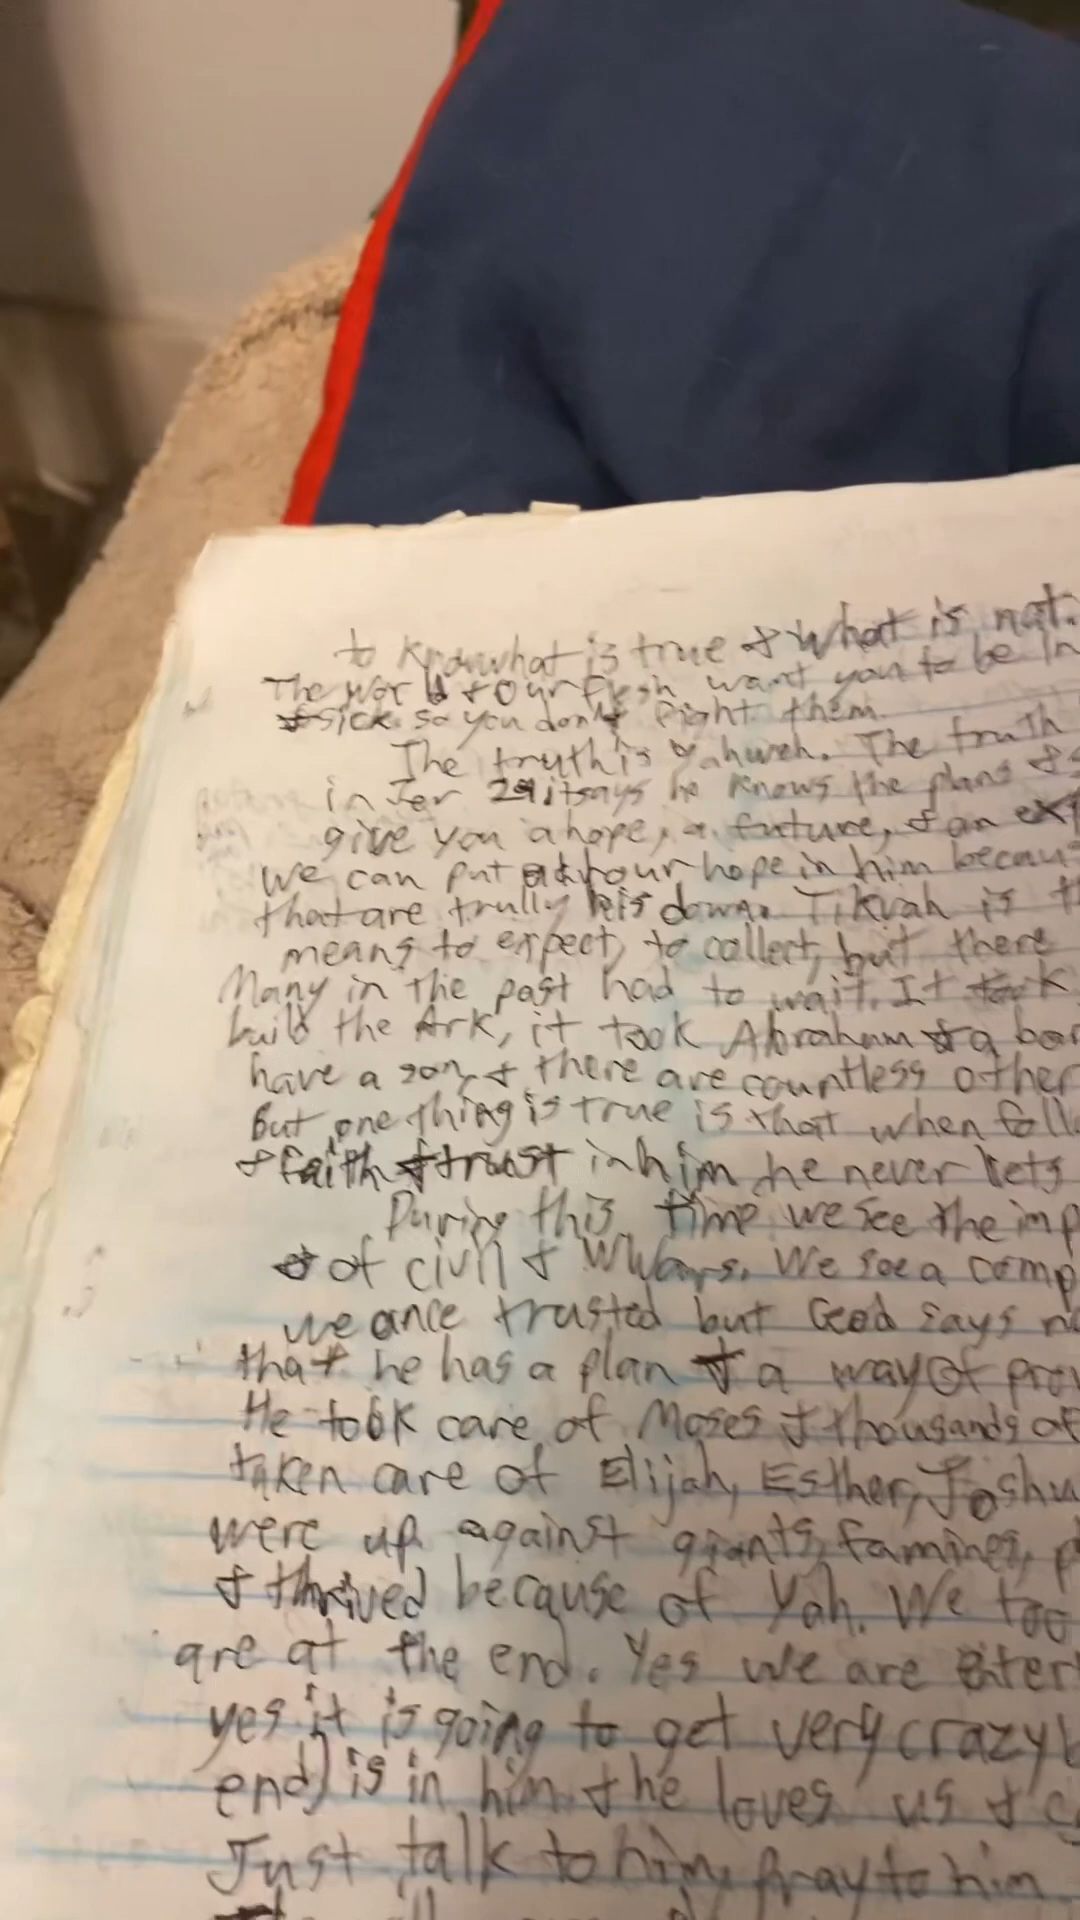 to Know what is true & what is not.
The world & our flesh want you to be in
sick so you don't fight them.
The truth is Yahweh. The truth
in Jer 29 it says he knows the plans &
give you a hope, a future, & an
we can put our hope in him becau
that are trully his down. Tikvah is th
means to expect, to collect, but there
Many in the past had to wait. It took
build the Ark, it took Abraham & a bar
have a son, & there are countless other
But one thing is true is that when foll
& faith & trust in him he never lets
During this time we see the imp
of civil & WWars. We see a comp
we once trusted but God says no
that he has a plan & a way of prov
He took care of Moses & thousands of
taken care of Elijah, Esther, Joshu
were up against giants, famines, p
& thrived because of Yah. We too
are at the end. Yes we are enter
yes it is going to get very crazy b
end) is in him & he loves us & c
Just talk to him, pray to him